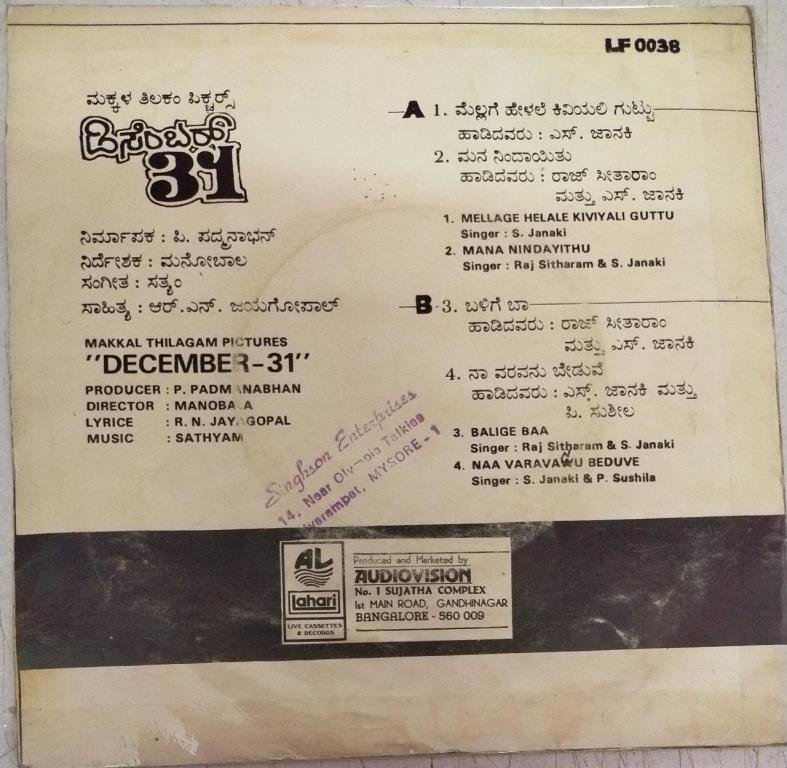 LF 0038
ಮಕ್ಕಳ ತಿಲಕಂ ಪಿಕ್ಚರ್ಸ್
ಡಿಸೆಂಬರ್
31
ನಿರ್ಮಾಪಕ : ಪಿ. ಪದ್ಮನಾಭನ್
ನಿರ್ದೇಶಕ : ಮನೋಬಾಲ
ಸಂಗೀತ : ಸತ್ಯಂ
ಸಾಹಿತ್ಯ : ಆರ್.ಎನ್. ಜಯಗೋಪಾಲ್
MAKKAL THILAGAM PICTURES
"DECEMBER-31"
PRODUCER : P. PADMANABHAN
DIRECTOR : MANOBALA
LYRICE : R. N. JAYAGOPAL
MUSIC : SATHYAM
A 1. ಮೆಲ್ಲಗೆ ಹೇಳಲೆ ಕಿವಿಯಲಿ ಗುಟ್ಟು
ಹಾಡಿದವರು : ಎಸ್. ಜಾನಕಿ
2. ಮನ ನಿಂದಾಯಿತು
ಹಾಡಿದವರು : ರಾಜ್ ಸೀತಾರಾಂ
ಮತ್ತು ಎಸ್. ಜಾನಕಿ
1. MELLAGE HELALE KIVIYALI GUTTU
Singer : S. Janaki
2. MANA NINDAYITHU
Singer : Raj Sitharam & S. Janaki
B 3. ಬಳಿಗೆ ಬಾ
ಹಾಡಿದವರು : ರಾಜ್ ಸೀತಾರಾಂ
ಮತ್ತು ಎಸ್. ಜಾನಕಿ
4. ನಾ ವರವನು ಬೇಡುವೆ
ಹಾಡಿದವರು : ಎಸ್. ಜಾನಕಿ ಮತ್ತು
ಪಿ. ಸುಶೀಲ
3. BALIGE BAA
Singer : Raj Sitharam & S. Janaki
4. NAA VARAVAWU BEDUVE
Singer : S. Janaki & P. Sushila
Singhson Enterprises
14, Near Olympia Talkies
MYSORE - 1
AL
lahari
LIVE CASSETTES
& RECORDS
Produced and Marketed by
AUDIOVISION
No. 1 SUJATHA COMPLEX
1st MAIN ROAD, GANDHINAGAR
BANGALORE - 560 009